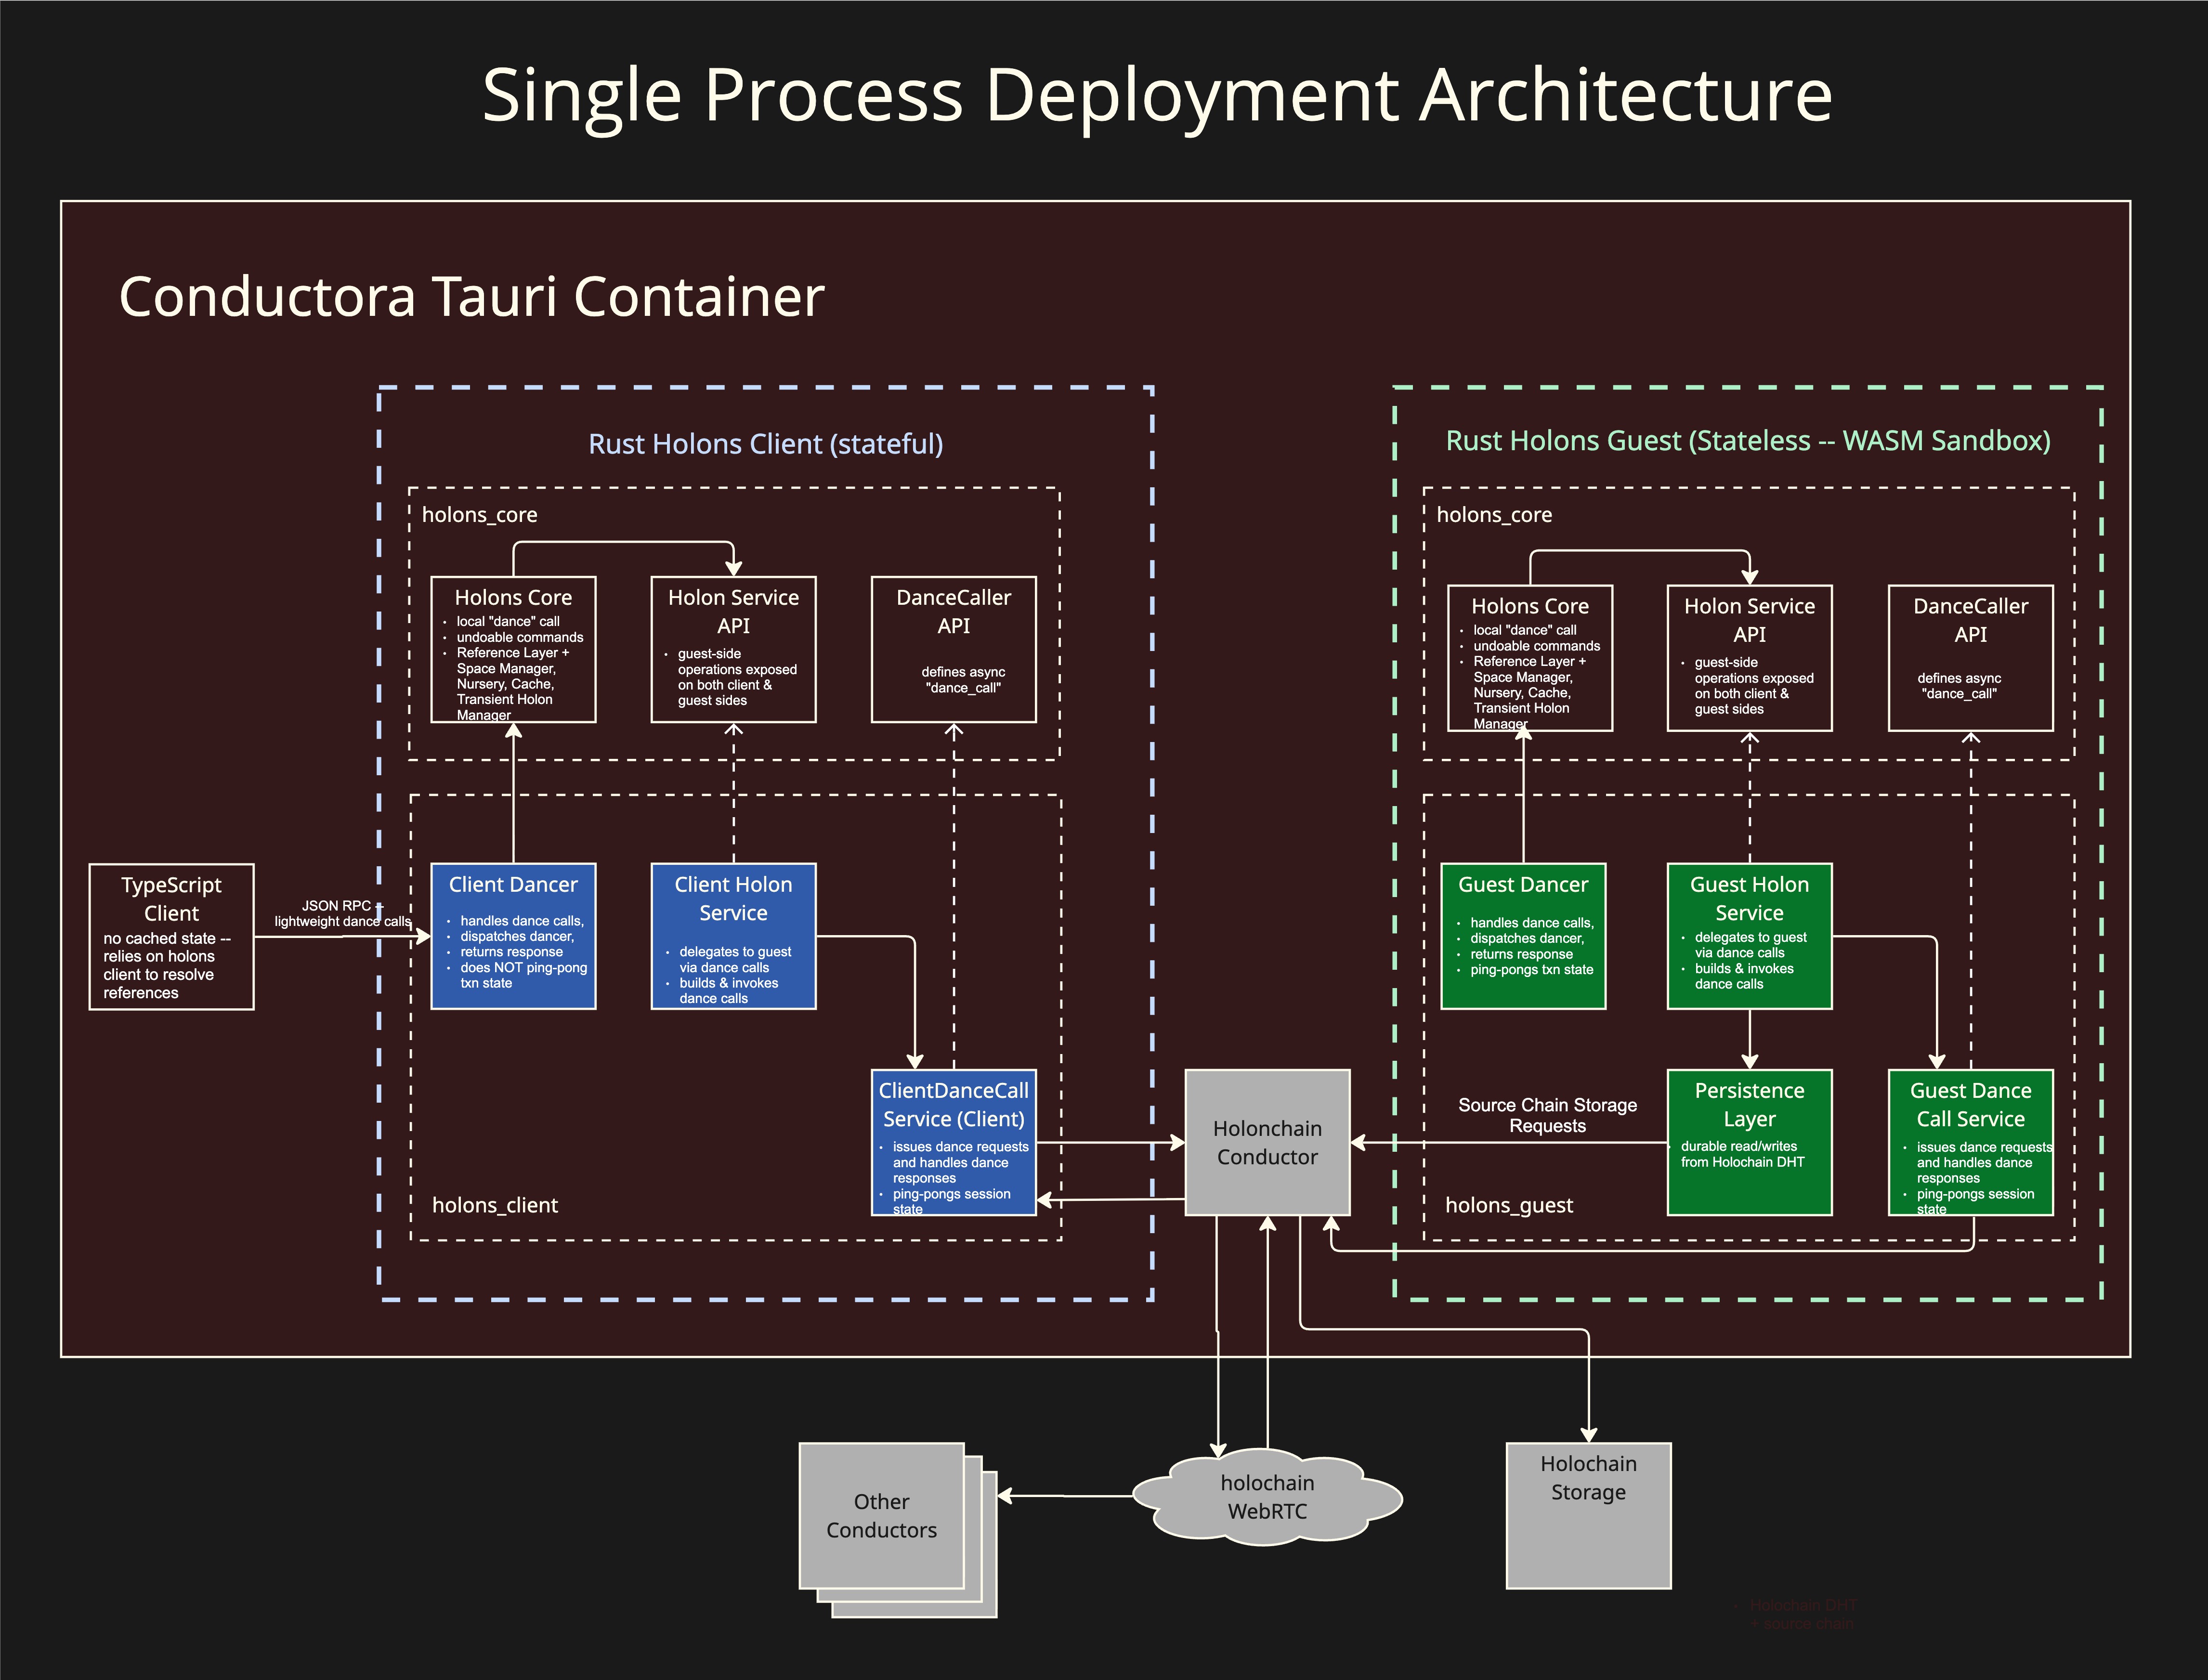 Single Process Deployment Architecture
Conductora Tauri Container
Rust Holons Client (stateful)
holons_core
Holons Core
• local "dance" call
• undoable commands
• Reference Layer +
Space Manager,
Nursery, Cache,
Transient Holon
Manager
Holon Service
API
• guest-side
operations exposed
on both client &
guest sides
DanceCaller
API
defines async
"dance_call"
TypeScript
Client
no cached state --
relies on holons
client to resolve
references
JSON RPC –
lightweight dance calls
Client Dancer
• handles dance calls,
• dispatches dancer,
• returns response
• does NOT ping-pong
txn state
Client Holon
Service
• delegates to guest
via dance calls
• builds & invokes
dance calls
ClientDanceCall
Service (Client)
• issues dance requests
and handles dance
responses
• ping-pongs session
state
holons_client
Holonchain
Conductor
Rust Holons Guest (Stateless -- WASM Sandbox)
holons_core
Holons Core
• local "dance" call
• undoable commands
• Reference Layer +
Space Manager,
Nursery, Cache,
Transient Holon
Manager
Holon Service
API
• guest-side
operations exposed
on both client &
guest sides
DanceCaller
API
defines async
"dance_call"
Guest Dancer
• handles dance calls,
• dispatches dancer,
• returns response
• ping-pongs txn state
Guest Holon
Service
• delegates to guest
via dance calls
• builds & invokes
dance calls
Source Chain Storage
Requests
Persistence
Layer
• durable read/writes
from Holochain DHT
Guest Dance
Call Service
• issues dance requests
and handles dance
responses
• ping-pongs session
state
holons_guest
Other
Conductors
holochain
WebRTC
Holochain
Storage
• Holochain DHT
+ source chain